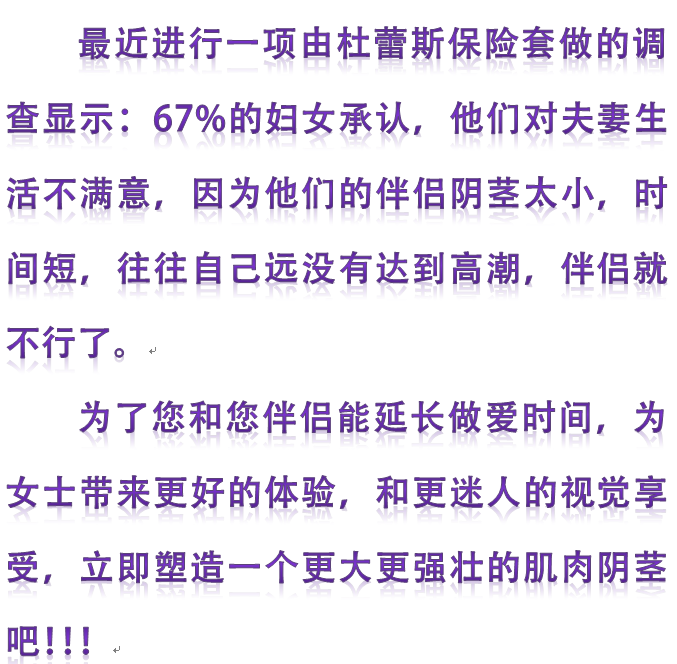 最近进行一项由杜蕾斯保险套做的调
查显示：67%的妇女承认，他们对夫妻生
活不满意，因为他们的伴侣阴茎太小，时
间短，往往自己远没有达到高潮，伴侣就
不行了。
为了您和您伴侣能延长做爱时间，为
女士带来更好的体验，和更迷人的视觉享
受，立即塑造一个更大更强壮的肌肉阴茎
吧!!!